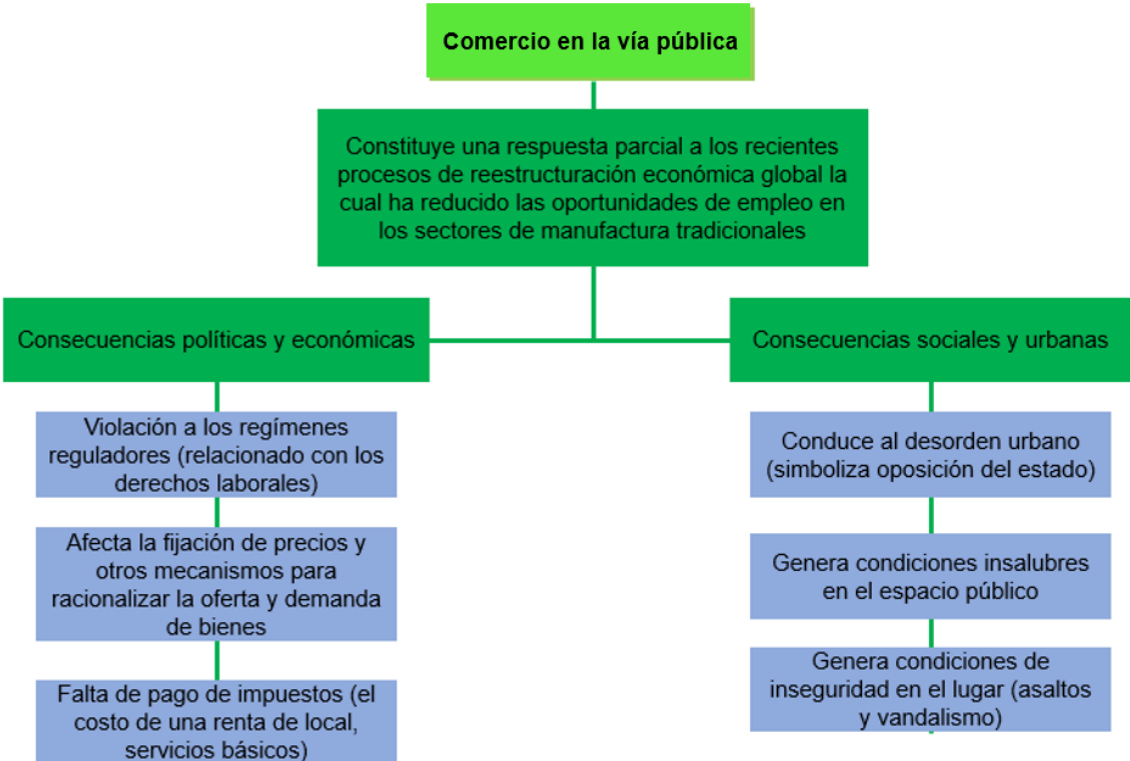 Comercio en la vía pública
Constituye una respuesta parcial a los recientes
procesos de reestructuración económica global la
cual ha reducido las oportunidades de empleo en
los sectores de manufactura tradicionales
Consecuencias políticas y económicas
Violación a los regímenes
reguladores (relacionado con los
derechos laborales)
Afecta la fijación de precios y
otros mecanismos para
racionalizar la oferta y demanda
de bienes
Falta de pago de impuestos (el
costo de una renta de local,
servicios básicos)
Consecuencias sociales y urbanas
Conduce al desorden urbano
(simboliza oposición del estado)
Genera condiciones insalubres
en el espacio público
Genera condiciones de
inseguridad en el lugar (asaltos
y vandalismo)